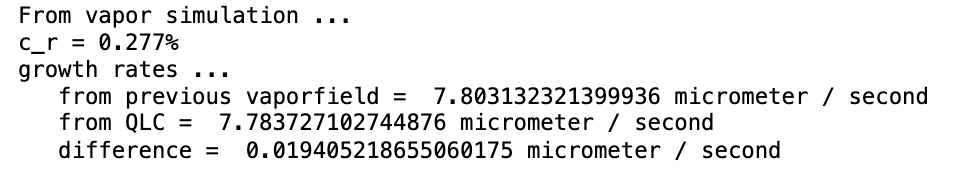 From vapor simulation ...
c_r = 0.277%
growth rates ...
   from previous vaporfield =  7.803132321399936 micrometer / second
   from QLC =  7.783727102744876 micrometer / second
   difference =  0.019405218655060175 micrometer / second